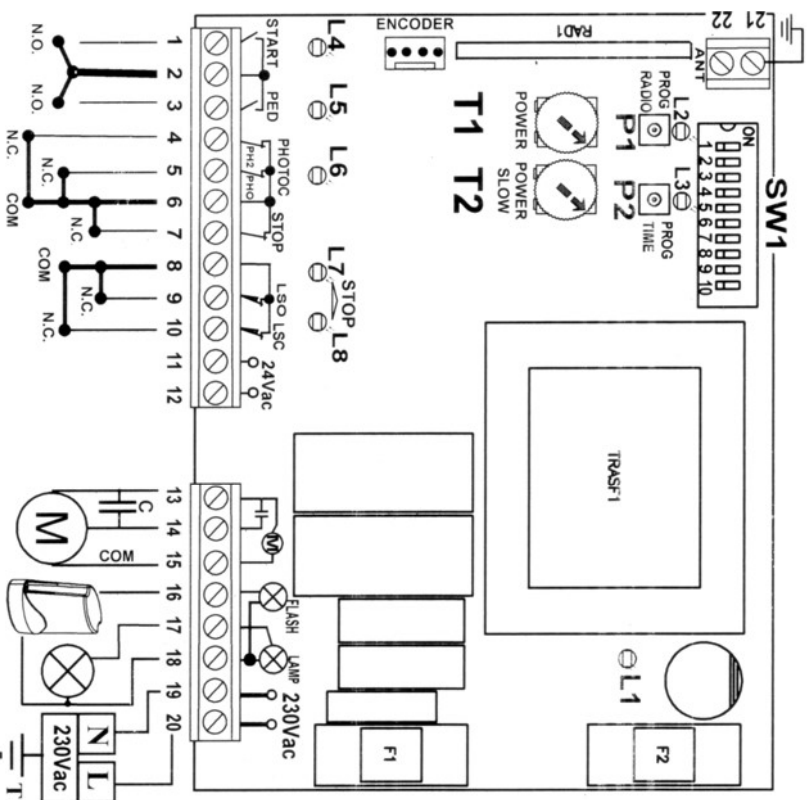 ENCODER
RAD1
ANT
22 21
START
PED
PHOTOC
PH2/PHO
STOP
LSO
LSC
24Vac
L4
L5
L6
L7
STOP
L8
T1
POWER
T2
POWER
SLOW
P1
PROG
RADIO
L2
P2
PROG
TIME
L3
SW1
ON
1 2 3 4 5 6 7 8 9 10
N.O.
N.O.
N.C.
N.C.
COM
N.C.
COM
N.C.
N.C.
1
2
3
4
5
6
7
8
9
10
11
12
TRASF1
13
14
15
16
17
18
19
20
C
M
COM
M
FLASH
LAMP
230Vac
L1
F1
F2
N
L
230Vac
T